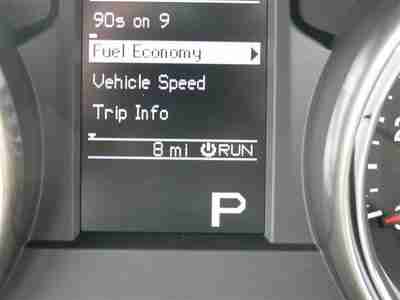 90s on 9
Fuel Economy
Vehicle Speed
Trip Info
8 mi RUN
P